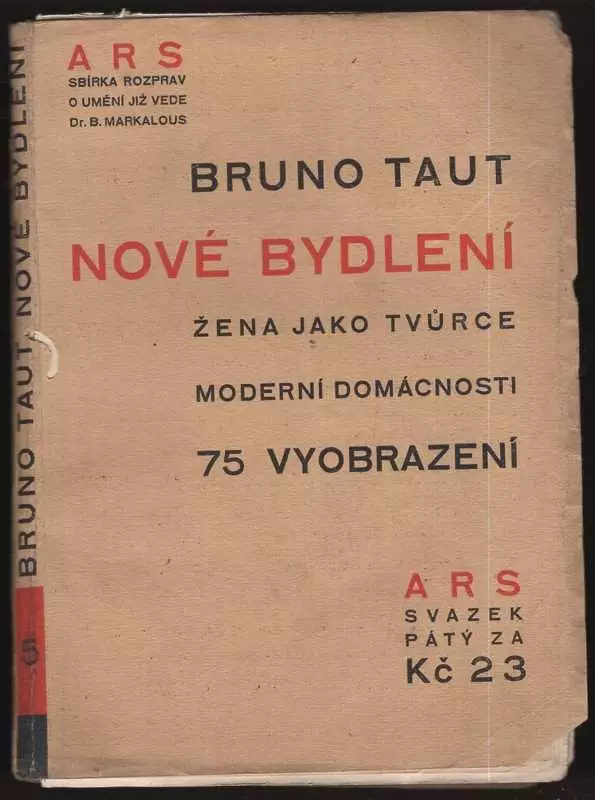 ARS
SBÍRKA ROZPRAV
O UMĚNÍ JIŽ VEDE
Dr. B. MARKALOUS
BRUNO TAUT
NOVÉ BYDLENÍ
ŽENA JAKO TVŮRCE
MODERNÍ DOMÁCNOSTI
75 VYOBRAZENÍ
ARS
SVAZEK
PÁTÝ ZA
Kč 23
BRUNO TAUT NOVÉ BYDLENÍ
5